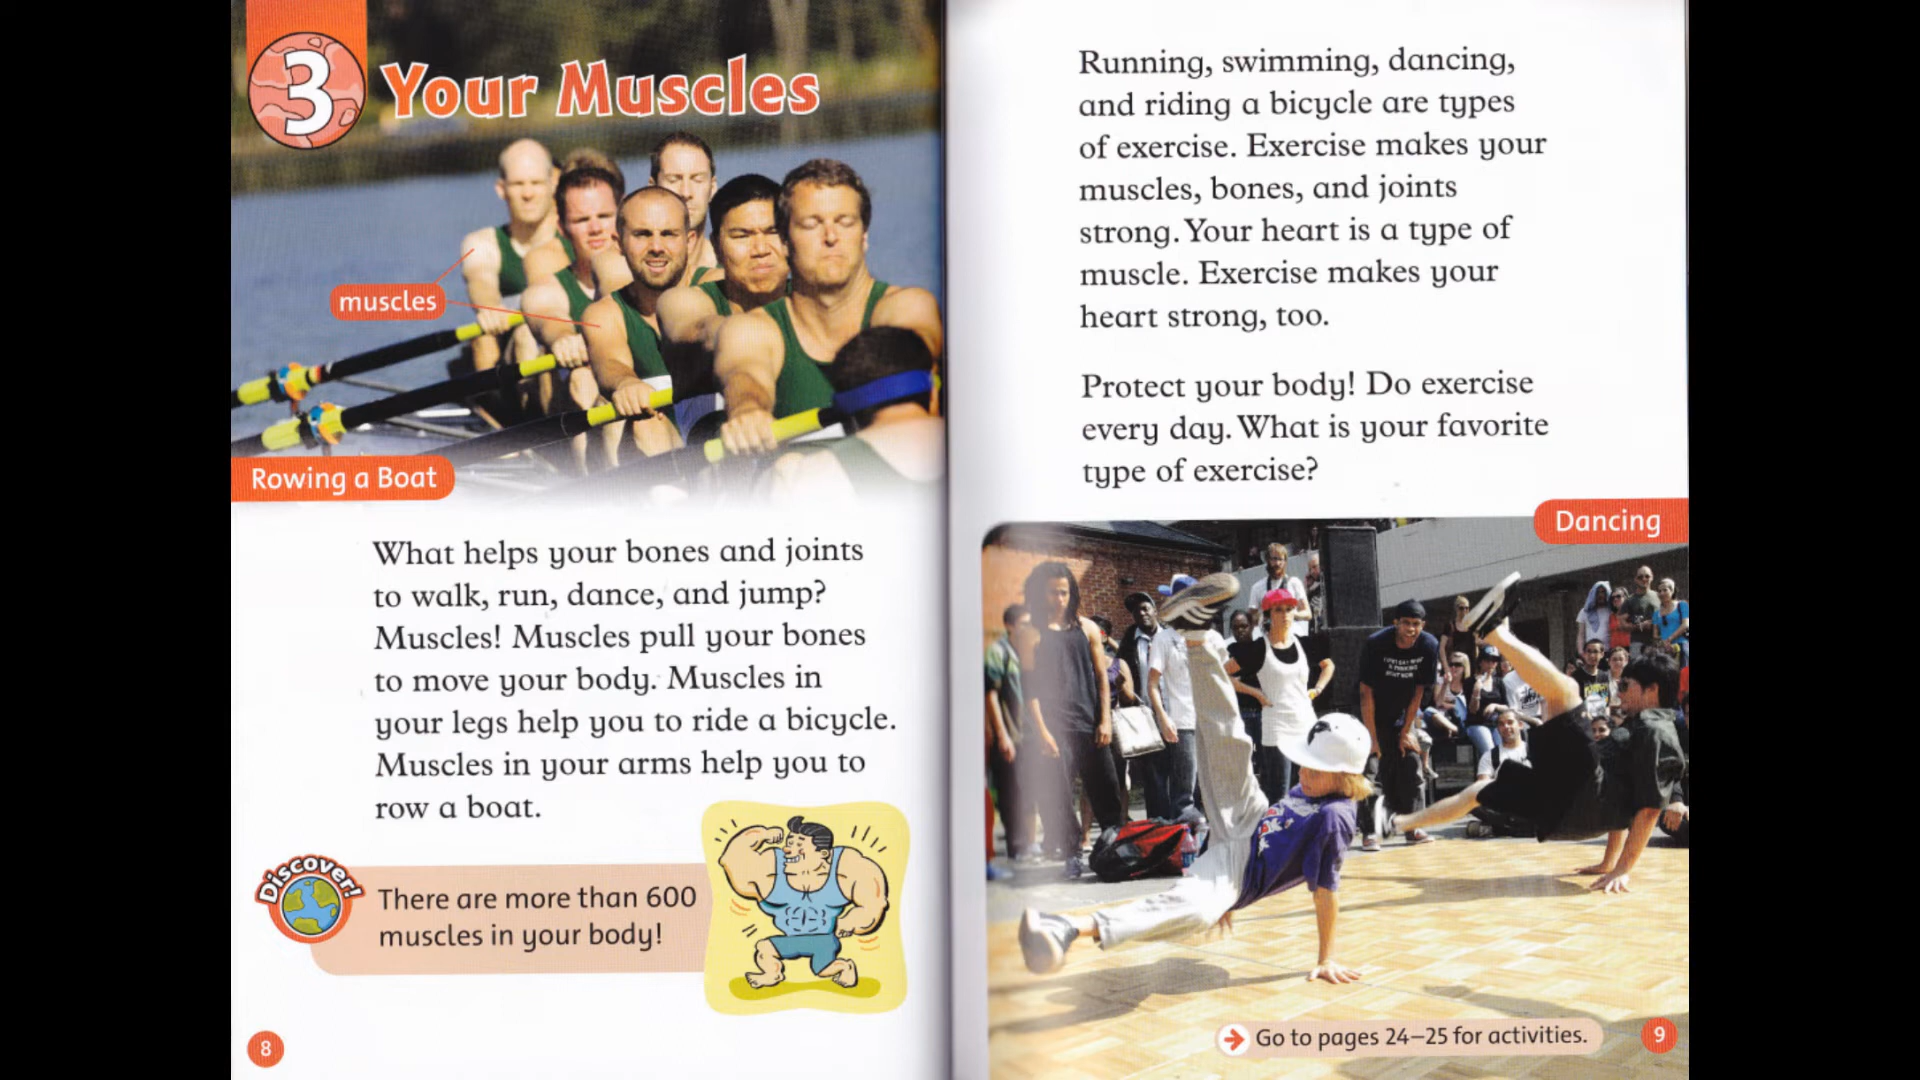 3
Your Muscles
muscles
Rowing a Boat
What helps your bones and joints
to walk, run, dance, and jump?
Muscles! Muscles pull your bones
to move your body. Muscles in
your legs help you to ride a bicycle.
Muscles in your arms help you to
row a boat.
Discover!
There are more than 600
muscles in your body!
8
Running, swimming, dancing,
and riding a bicycle are types
of exercise. Exercise makes your
muscles, bones, and joints
strong. Your heart is a type of
muscle. Exercise makes your
heart strong, too.
Protect your body! Do exercise
every day. What is your favorite
type of exercise?
Dancing
Go to pages 24–25 for activities.
9